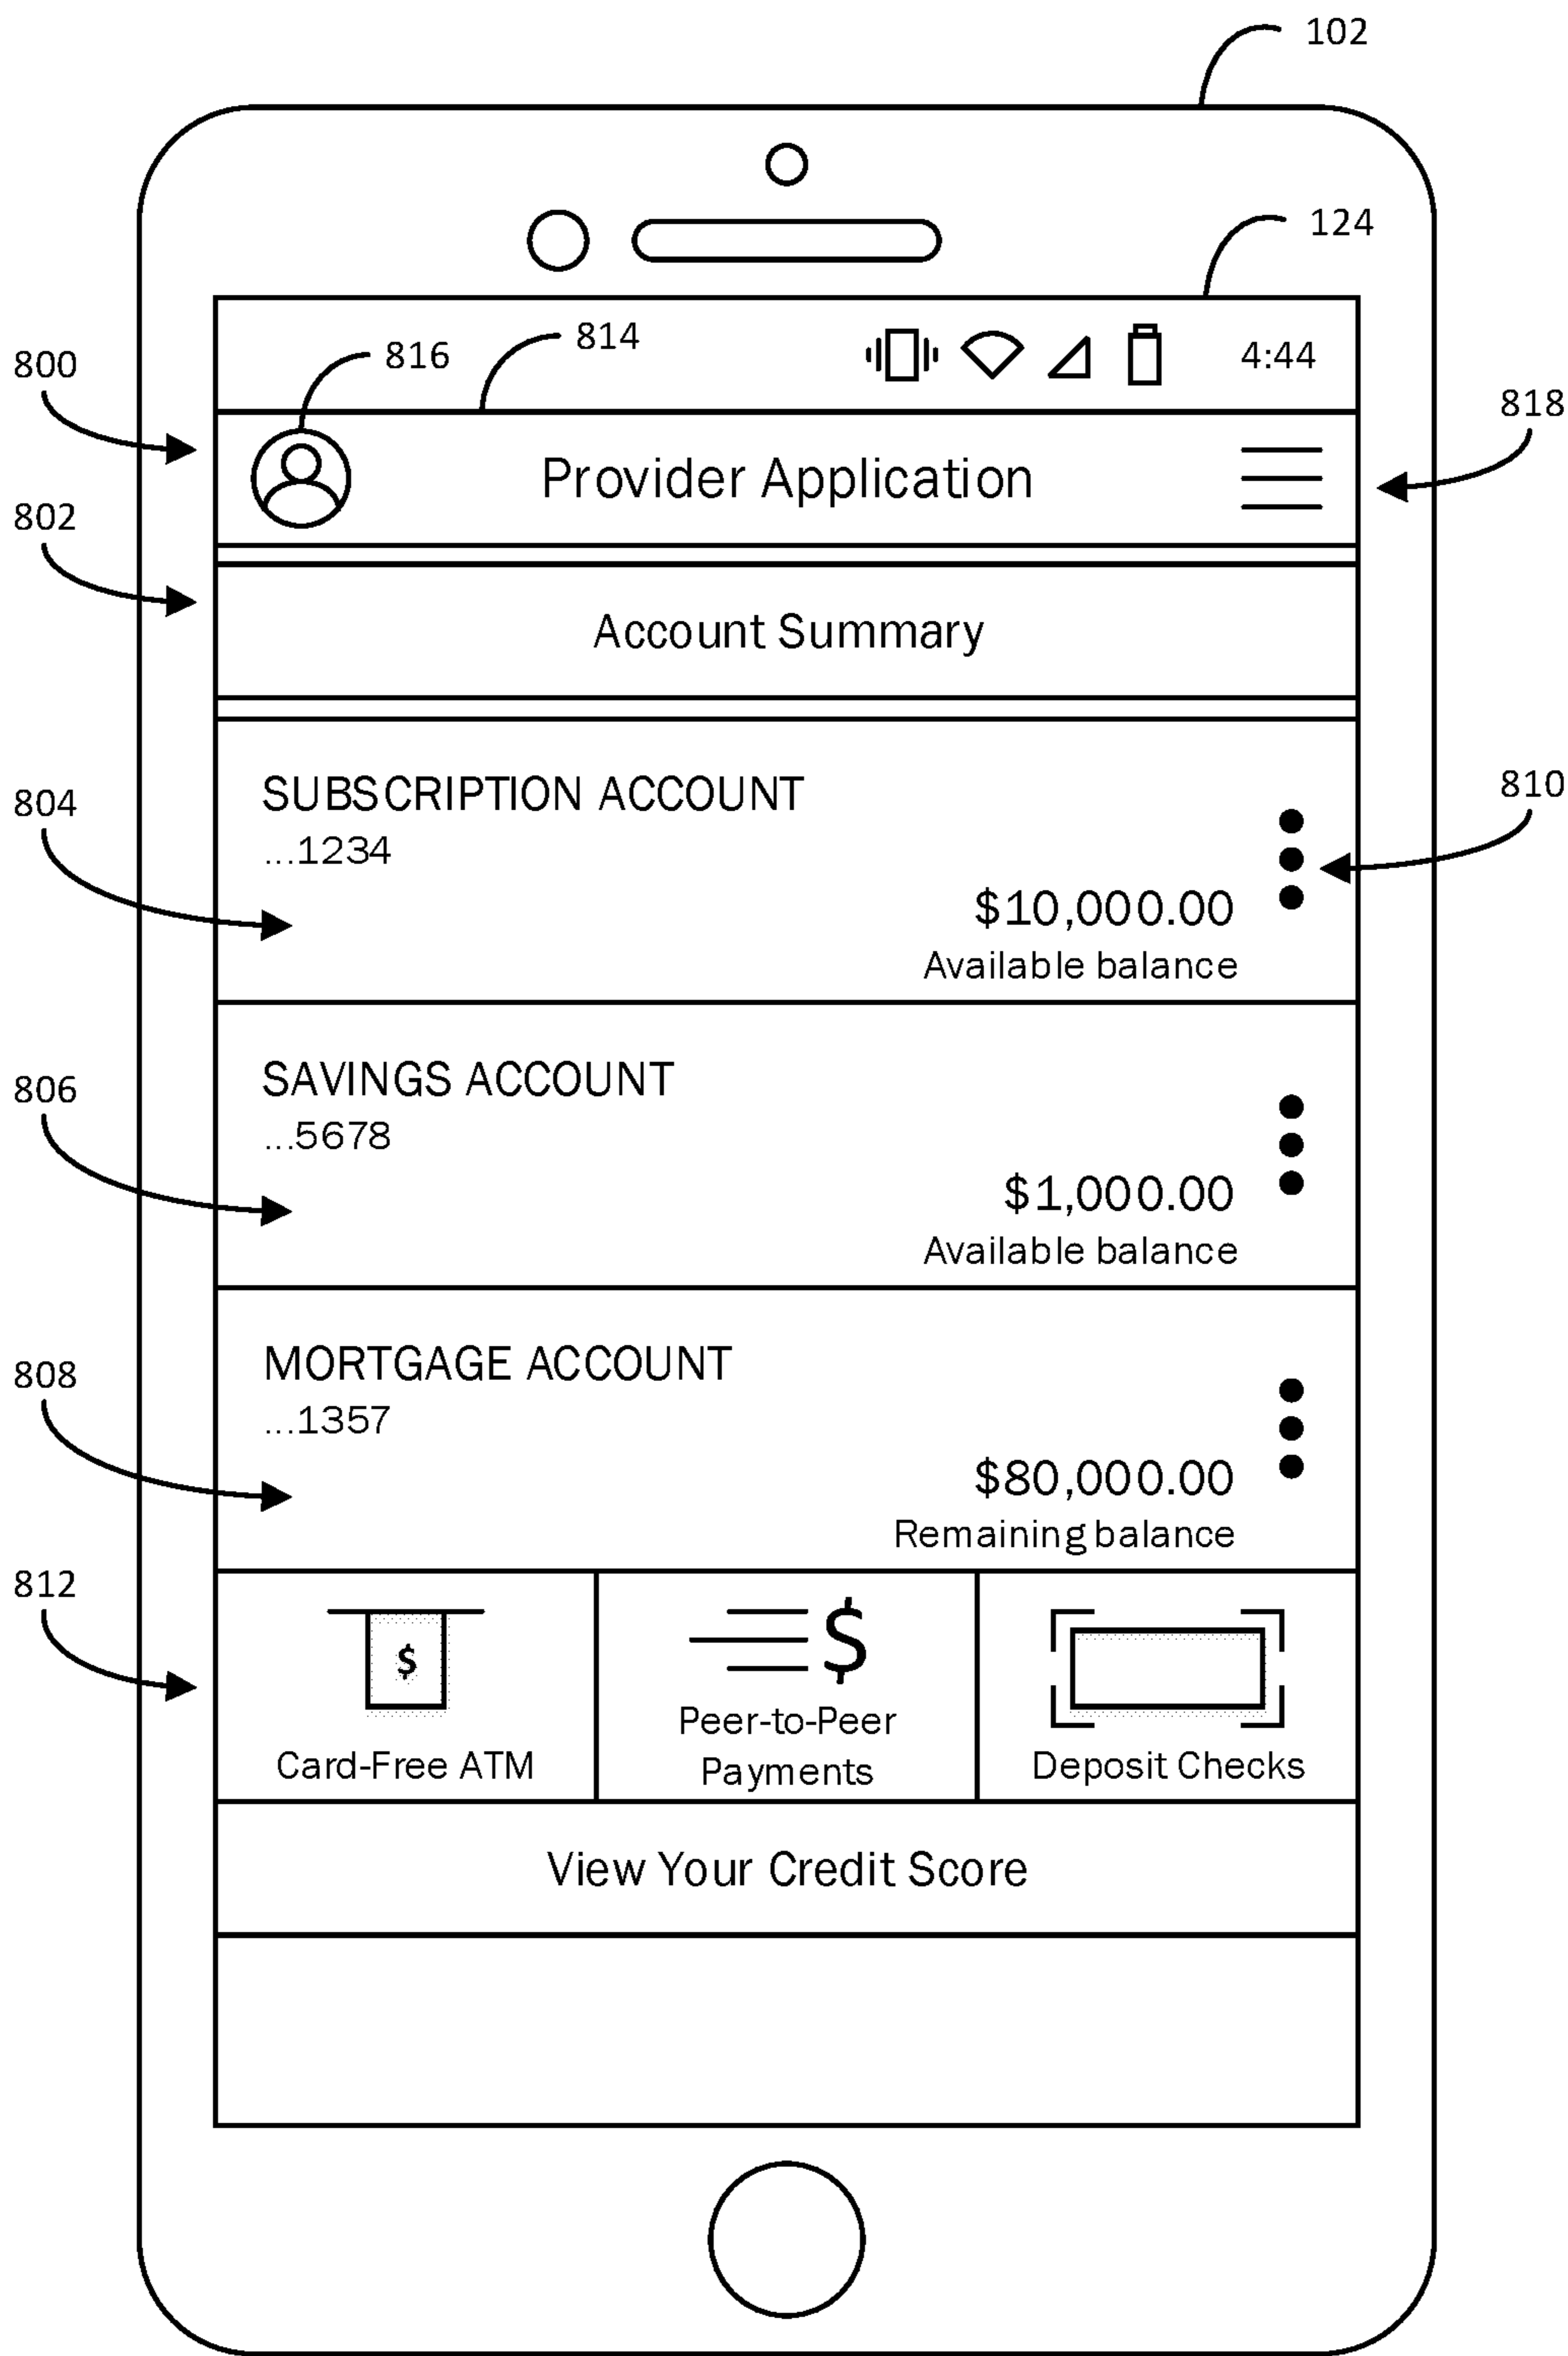 102
124
814
816
4:44
800
818
Provider Application
802
Account Summary
SUBSCRIPTION ACCOUNT
804
810
...1234
$10,000.00
Available balance
SAVINGS ACCOUNT
806
...5678
$1,000.00
Available balance
MORTGAGE ACCOUNT
808
...1357
$80,000.00
Remaining balance
812
$
$
Card-Free ATM
Peer-to-Peer
Payments
Deposit Checks
View Your Credit Score